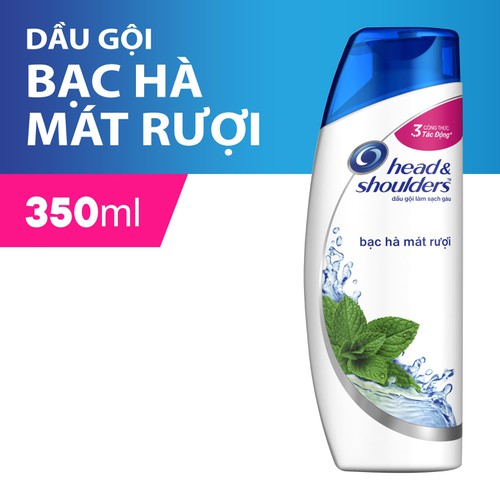 DẦU GỘI
BẠC HÀ
MÁT RƯỢI
350ml
3 CÔNG THỨC
Tác Động*
head &
shoulders
dầu gội làm sạch gàu
bạc hà mát rượi